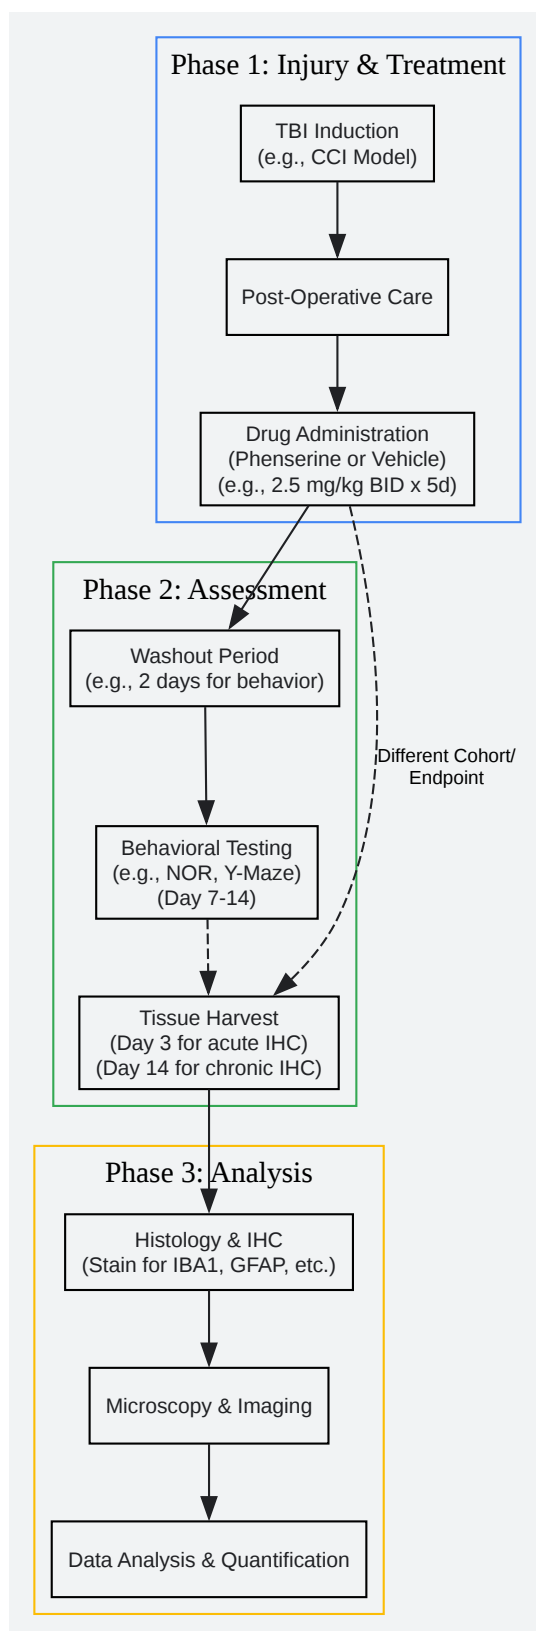 Phase 1: Injury & Treatment
TBI Induction
(e.g., CCI Model)
Post-Operative Care
Drug Administration
(Phenserine or Vehicle)
(e.g., 2.5 mg/kg BID x 5d)
Phase 2: Assessment
Washout Period
(e.g., 2 days for behavior)
Different Cohort/
Endpoint
Behavioral Testing
(e.g., NOR, Y-Maze)
(Day 7-14)
Tissue Harvest
(Day 3 for acute IHC)
(Day 14 for chronic IHC)
Phase 3: Analysis
Histology & IHC
(Stain for IBA1, GFAP, etc.)
Microscopy & Imaging
Data Analysis & Quantification